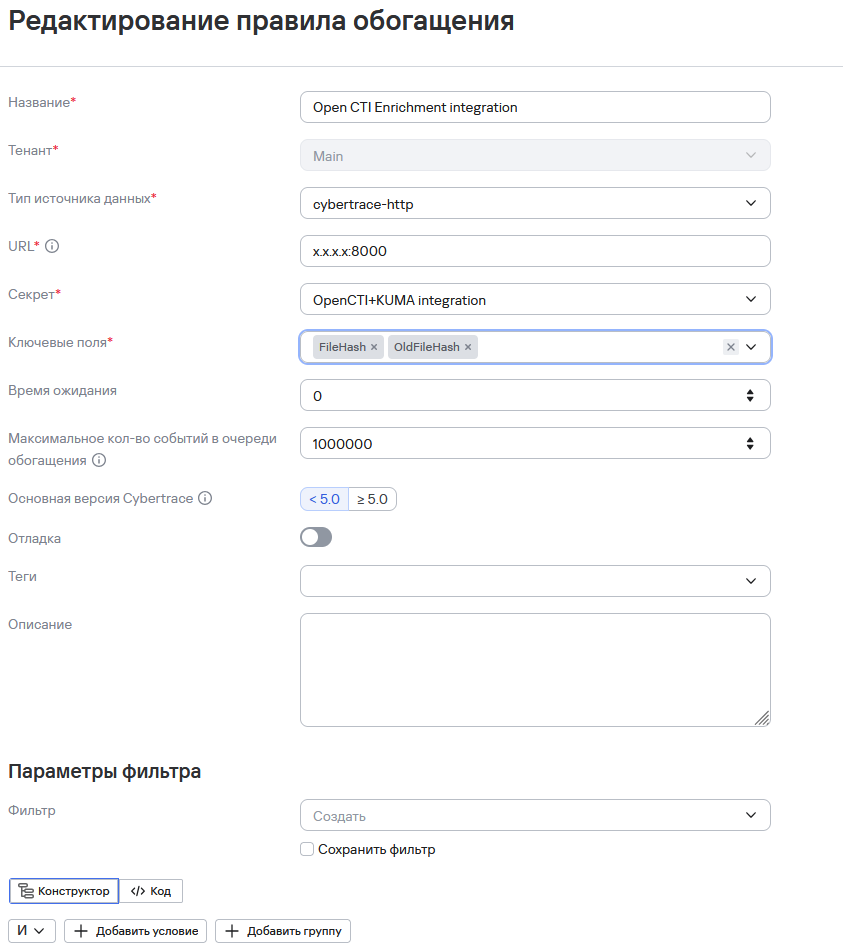 Редактирование правила обогащения
Название*
Open CTI Enrichment integration
Тенант*
Main
Тип источника данных*
cybertrace-http
URL*
x.x.x.x:8000
Секрет*
OpenCTI+KUMA integration
Ключевые поля*
FileHash × OldFileHash ×
Время ожидания
0
Максимальное кол-во событий в очереди
обогащения
1000000
Основная версия Cybertrace
< 5.0 ≥ 5.0
Отладка
Теги
Описание
Параметры фильтра
Фильтр
Создать
Сохранить фильтр
Конструктор </> Код
И + Добавить условие + Добавить группу